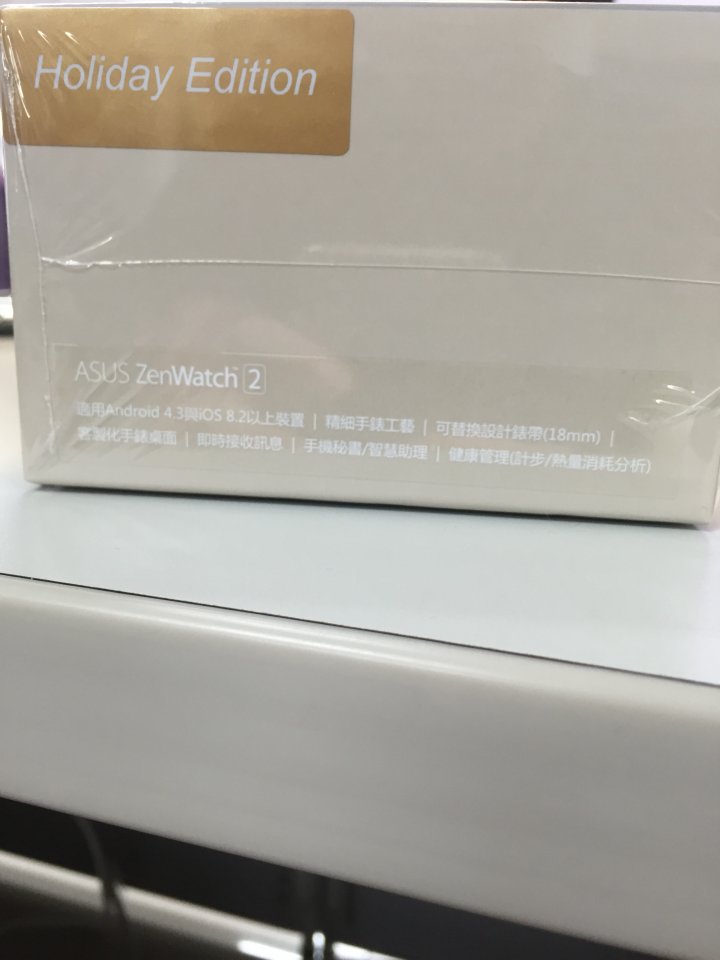 Holiday Edition
ASUS ZenWatch™ 2
適用Android 4.3與iOS 8.2以上裝置 | 精細手錶工藝 | 可替換設計錶帶(18mm) |
客製化手錶桌面 | 即時接收訊息 | 手機秘書/智慧助理 | 健康管理(計步/熱量消耗分析)